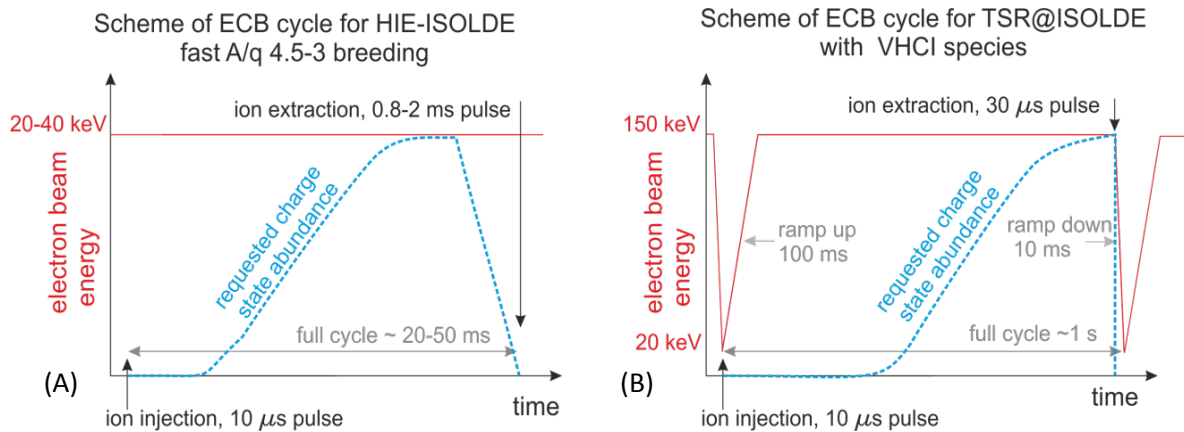 Scheme of ECB cycle for HIE-ISOLDE
fast A/q 4.5-3 breeding
ion extraction, 0.8-2 ms pulse
20-40 keV
electron beam
energy
requested charge
state abundance
full cycle ~ 20-50 ms
(A)
time
ion injection, 10 μs pulse
Scheme of ECB cycle for TSR@ISOLDE
with VHCI species
ion extraction, 30 μs pulse
150 keV
electron beam
energy
ramp up
100 ms
requested charge
state abundance
ramp down
10 ms
full cycle ~1 s
20 keV
(B)
time
ion injection, 10 μs pulse